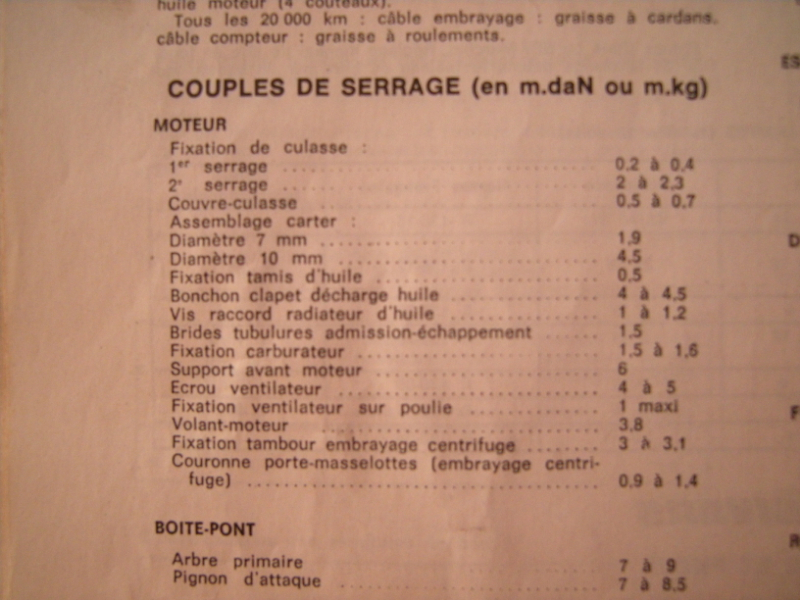 huile moteur (4 couteaux).
Tous les 20 000 km : câble embrayage : graisse à cardans.
câble compteur : graisse à roulements.
COUPLES DE SERRAGE (en m.daN ou m.kg)
MOTEUR
Fixation de culasse :
1er serrage .......... 0,2 à 0,4
2e serrage .......... 2 à 2,3
Couvre-culasse .......... 0,5 à 0,7
Assemblage carter :
Diamètre 7 mm .......... 1,9
Diamètre 10 mm .......... 4,5
Fixation tamis d'huile .......... 0,5
Bonchon clapet décharge huile .......... 4 à 4,5
Vis raccord radiateur d'huile .......... 1 à 1,2
Brides tubulures admission-échappement .......... 1,5
Fixation carburateur .......... 1,5 à 1,6
Support avant moteur .......... 6
Ecrou ventilateur .......... 4 à 5
Fixation ventilateur sur poulie .......... 1 maxi
Volant-moteur .......... 3,8
Fixation tambour embrayage centrifuge ........ 3 à 3,1
Couronne porte-masselottes (embrayage centri-
fuge) .......... 0,9 à 1,4
BOITE-PONT
Arbre primaire .......... 7 à 9
Pignon d'attaque .......... 7 à 8,5
ES
D
F
R